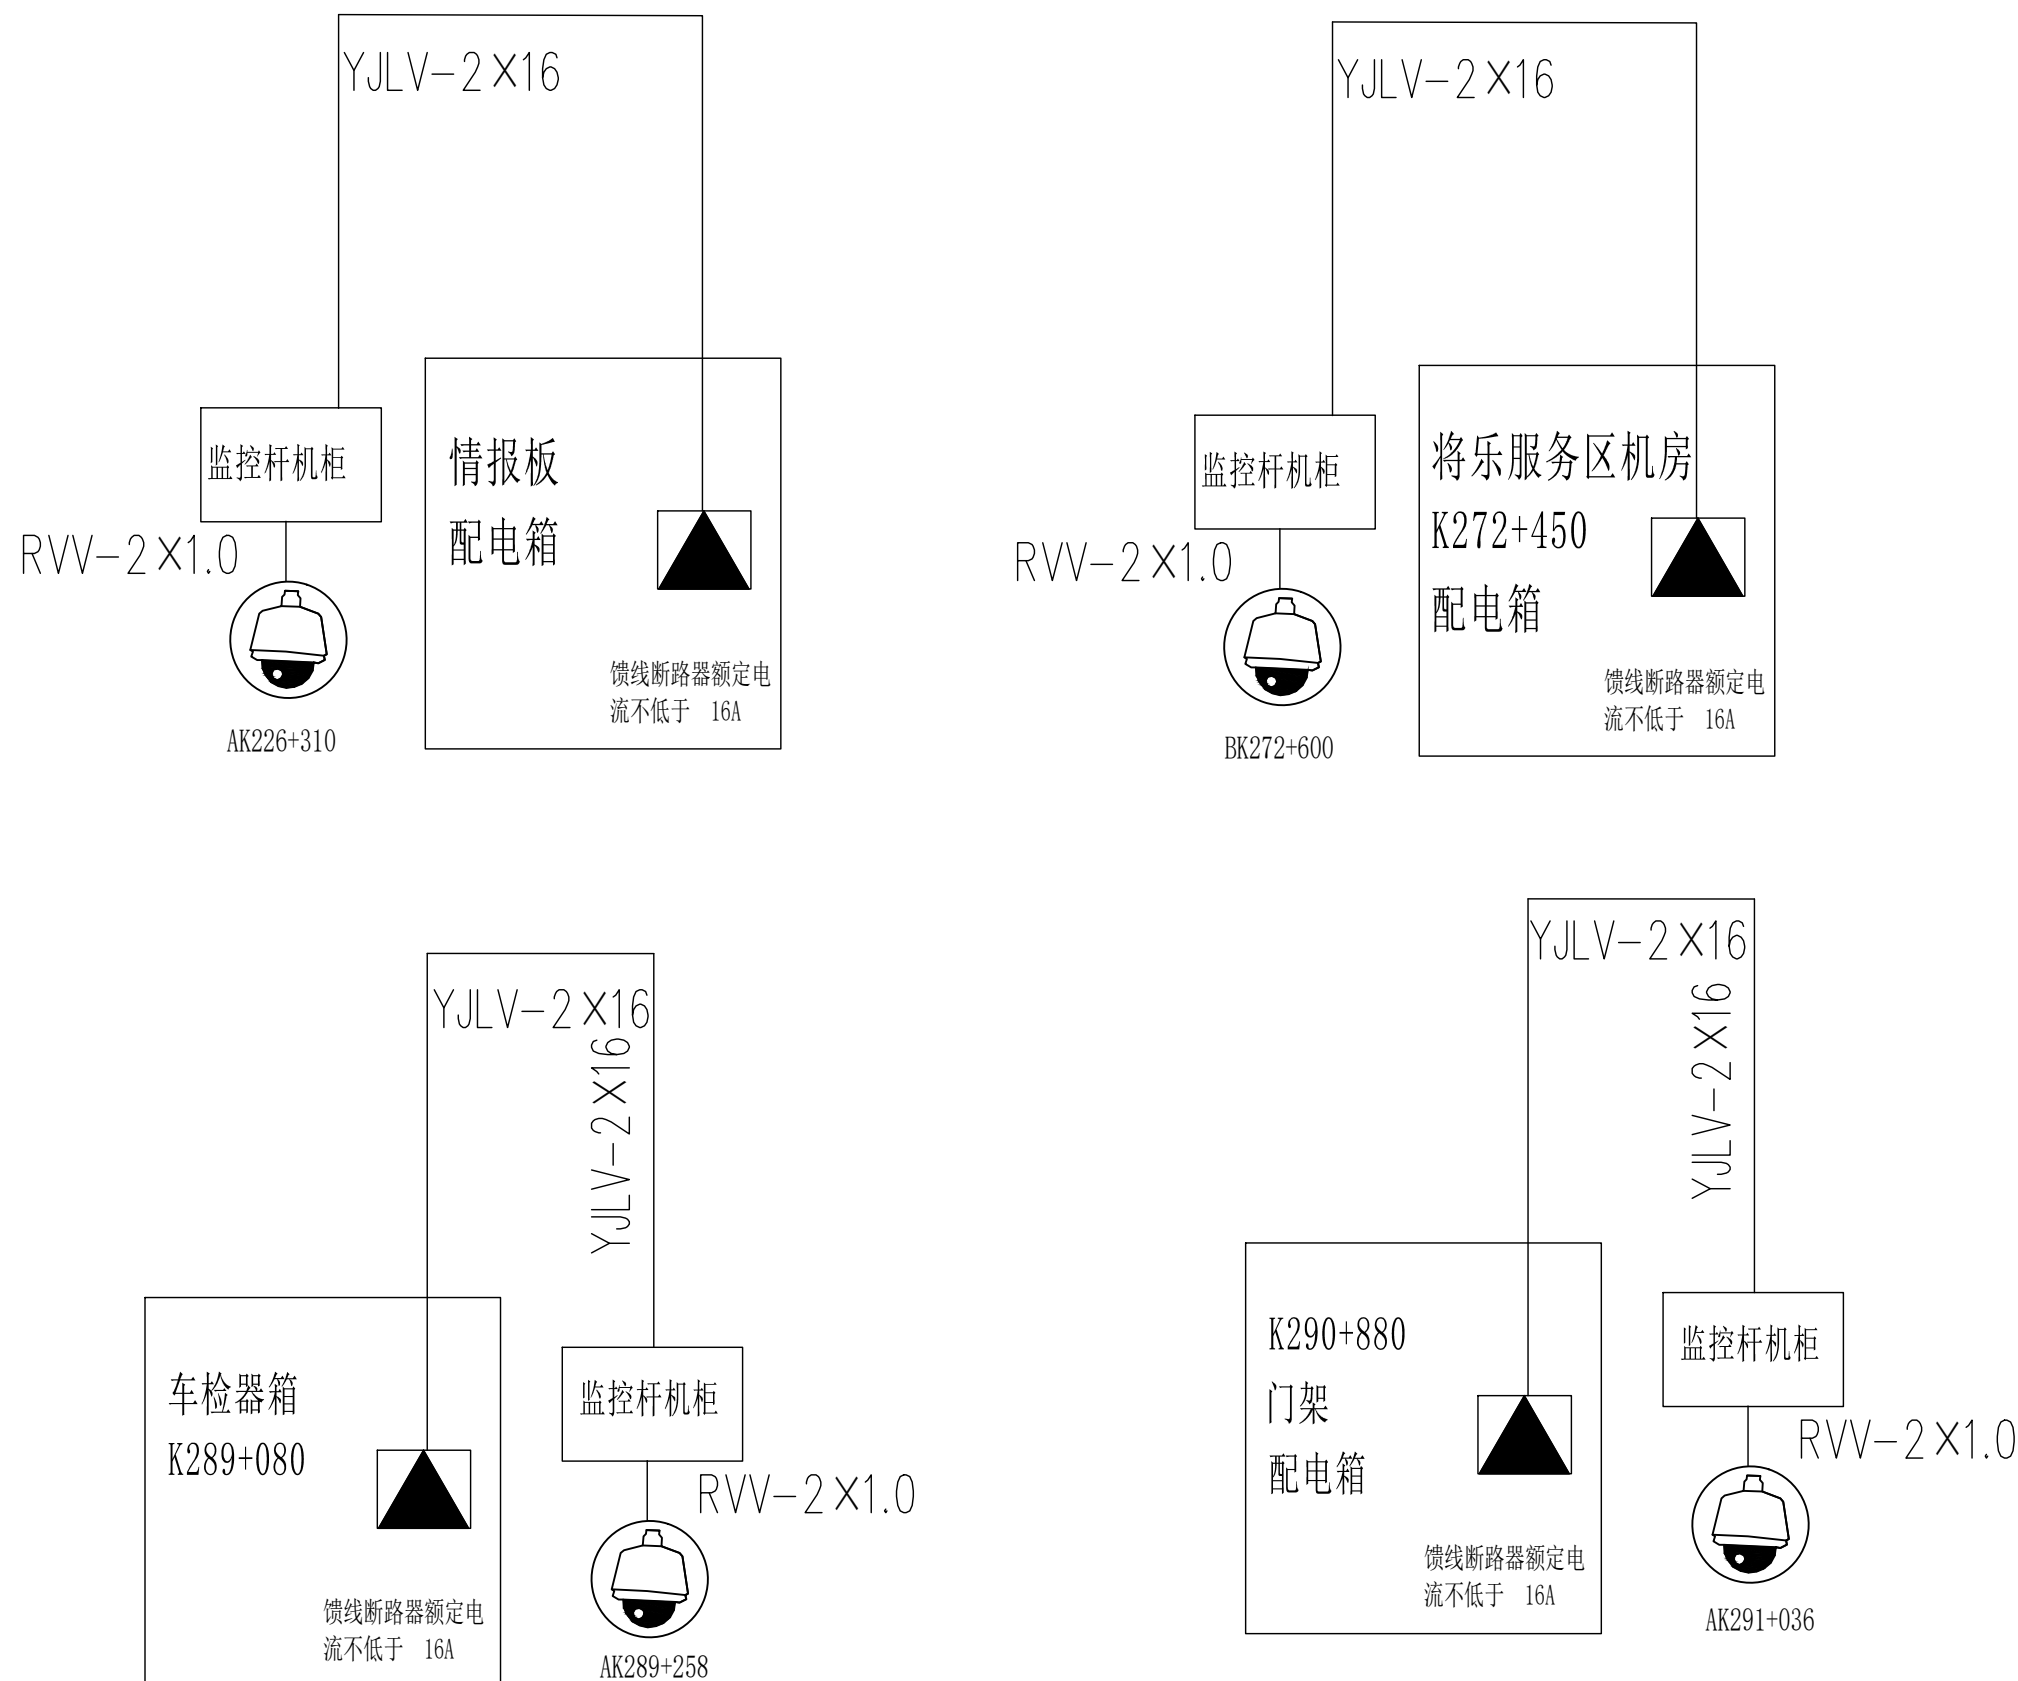 YJLV-2X16
监控杆机柜
RVV-2X1.0
AK226+310
情报板
配电箱
馈线断路器额定电
流不低于 16A
YJLV-2X16
监控杆机柜
RVV-2X1.0
BK272+600
将乐服务区机房
K272+450
配电箱
馈线断路器额定电
流不低于 16A
YJLV-2X16
YJLV-2X16
车检器箱
K289+080
馈线断路器额定电
流不低于 16A
监控杆机柜
RVV-2X1.0
AK289+258
YJLV-2X16
YJLV-2X16
K290+880
门架
配电箱
馈线断路器额定电
流不低于 16A
监控杆机柜
RVV-2X1.0
AK291+036